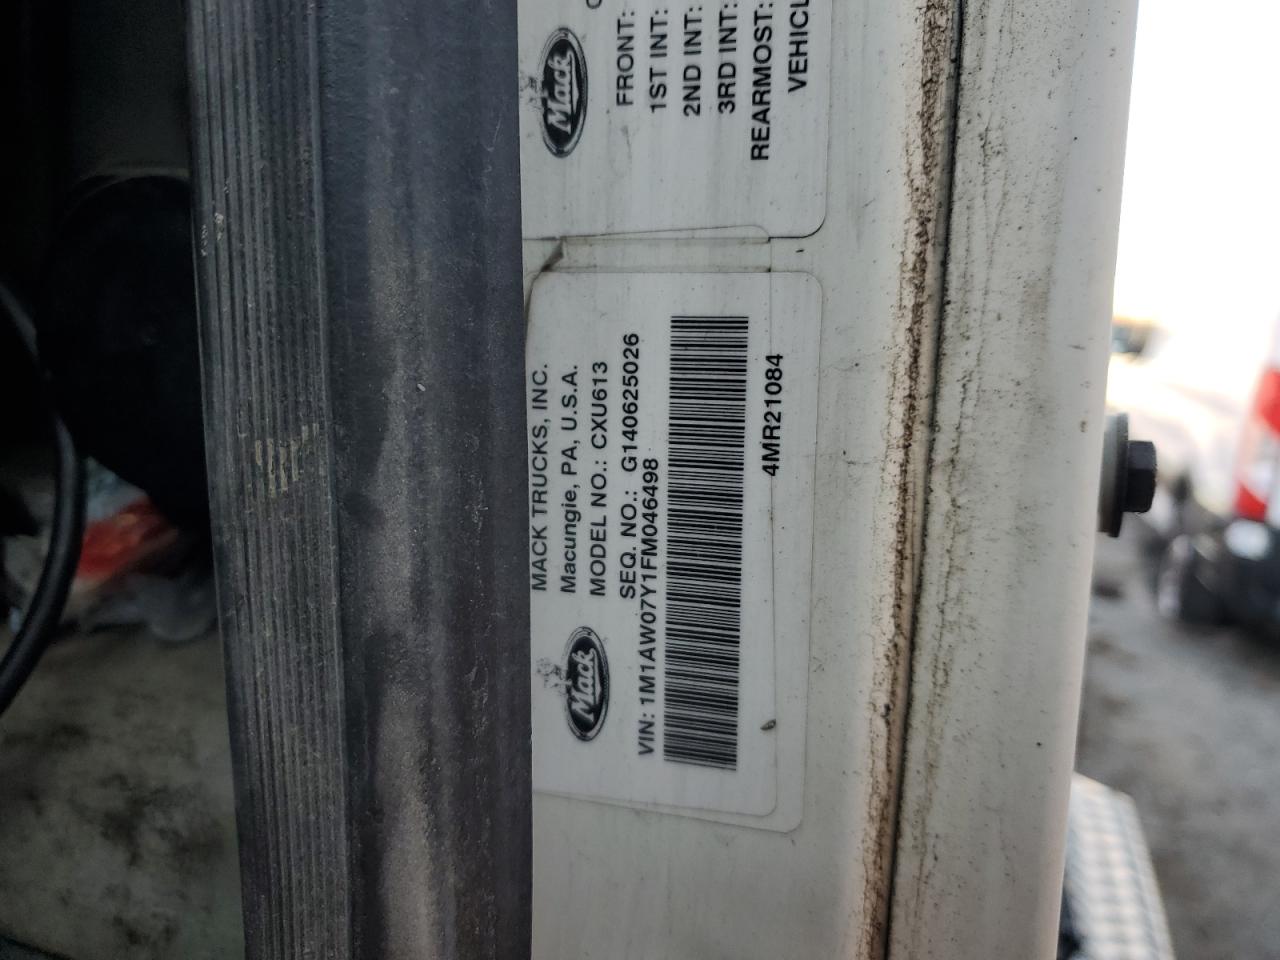 MACK TRUCKS, INC.
Macungie, PA, U.S.A.
MODEL NO.: CXU613
SEQ. NO.: G140625026
Mack
VIN: 1M1AW07Y1FM046498
4MR21084
Mack
FRONT:
1ST INT:
2ND INT:
3RD INT:
REARMOST:
VEHICL